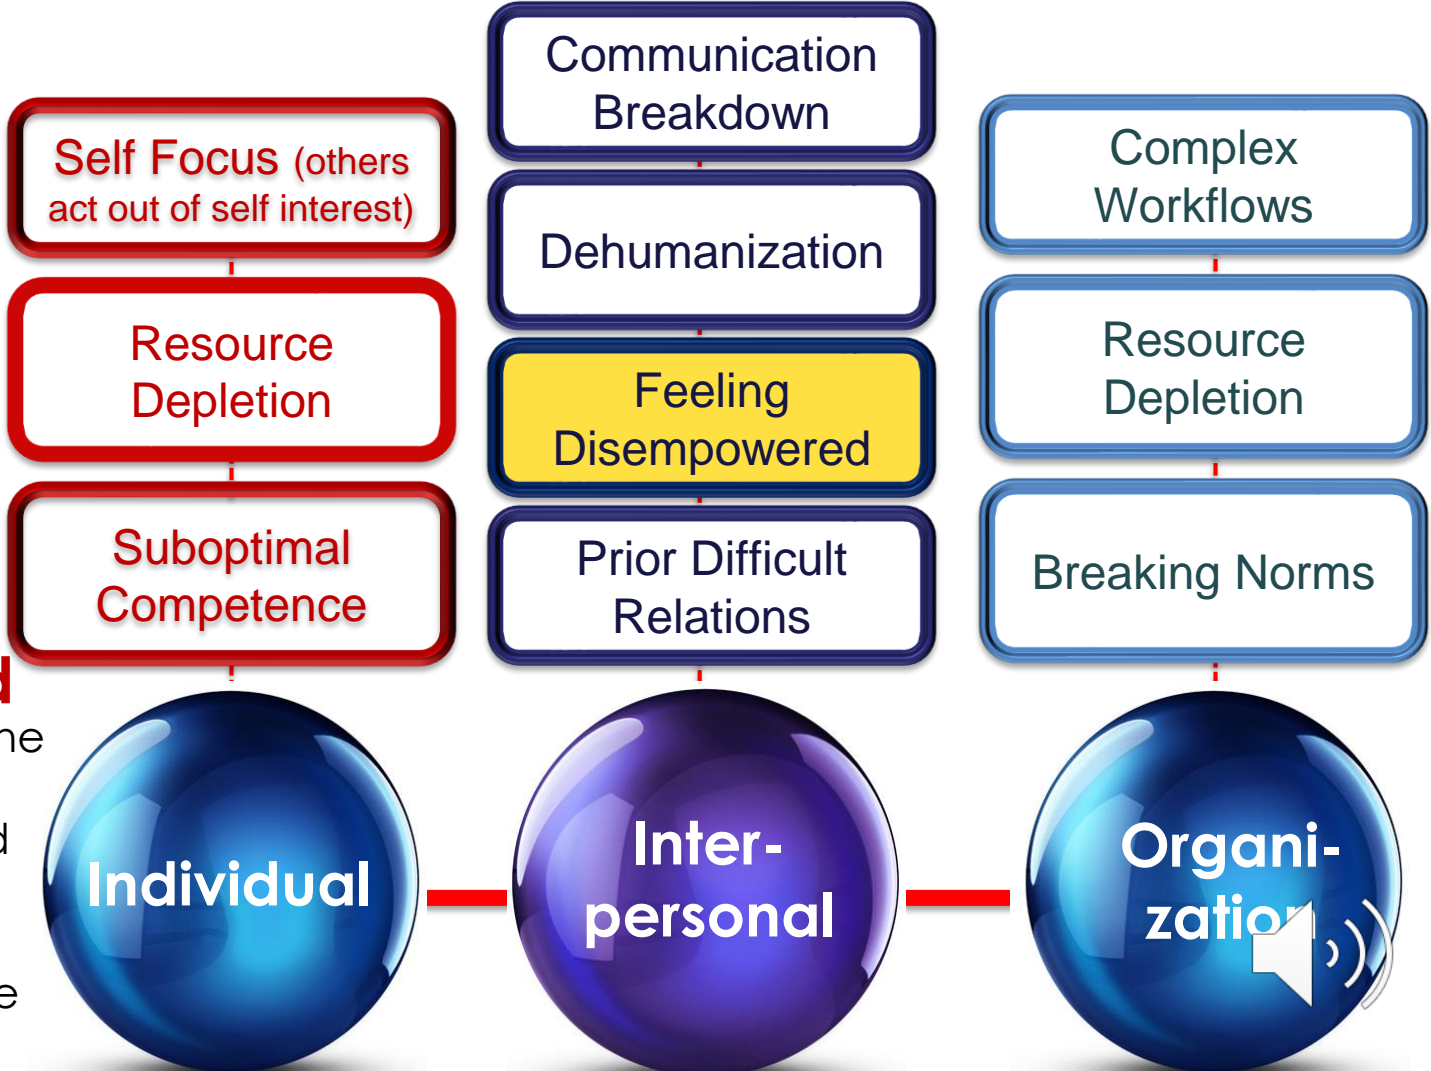 Self Focus (others
act out of self interest)
Resource
Depletion
Suboptimal
Competence
Individual
Communication
Breakdown
Dehumanization
Feeling
Disempowered
Prior Difficult
Relations
Inter-
personal
Complex
Workflows
Resource
Depletion
Breaking Norms
Organi-
zation